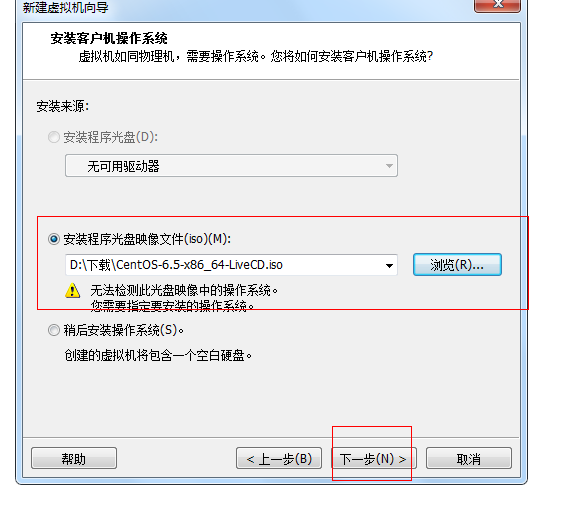 新建虚拟机向导
安装客户机操作系统
虚拟机如同物理机，需要操作系统。您将如何安装客户机操作系统?
安装来源:
安装程序光盘(D):
无可用驱动器
安装程序光盘映像文件(iso)(M):
D:\下载\CentOS-6.5-x86_64-LiveCD.iso
浏览(R)...
无法检测此光盘映像中的操作系统。
您需要指定要安装的操作系统。
稍后安装操作系统(S)。
创建的虚拟机将包含一个空白硬盘。
帮助
< 上一步(B)
下一步(N) >
取消